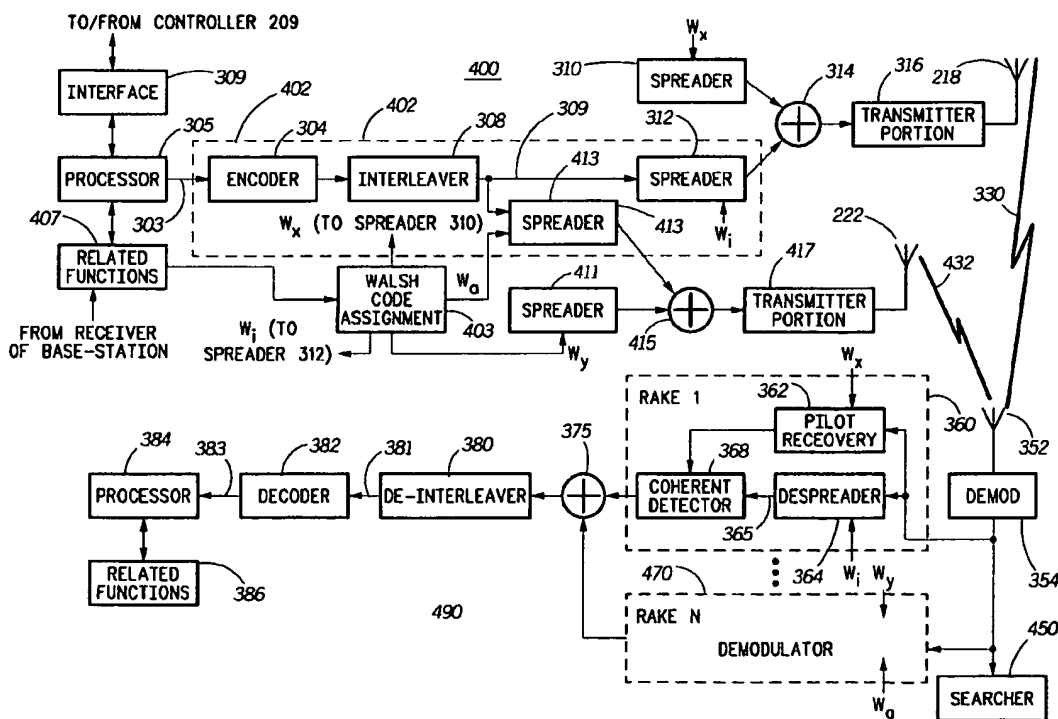 TO/FROM CONTROLLER 209
INTERFACE
309
400
402
402
305
304
308
309
PROCESSOR
303
ENCODER
INTERLEAVER
413
SPREADER
413
Wx (TO SPREADER 310)
407
RELATED
FUNCTIONS
FROM RECEIVER
OF BASE-STATION
WALSH
CODE
ASSIGNMENT
403
Wa
Wi (TO
SPREADER 312)
Wy
411
SPREADER
415
417
TRANSMITTER
PORTION
222
Wx
310
SPREADER
312
SPREADER
Wi
314
316
TRANSMITTER
PORTION
218
330
432
352
DEMOD
354
450
SEARCHER
RAKE 1
360
Wx
362
PILOT
RECEOVERY
368
COHERENT
DETECTOR
365
DESPREADER
364
Wi
Wy
470
RAKE N
DEMODULATOR
Wa
375
380
DE-INTERLEAVER
381
382
DECODER
383
384
PROCESSOR
RELATED
FUNCTIONS
386
490